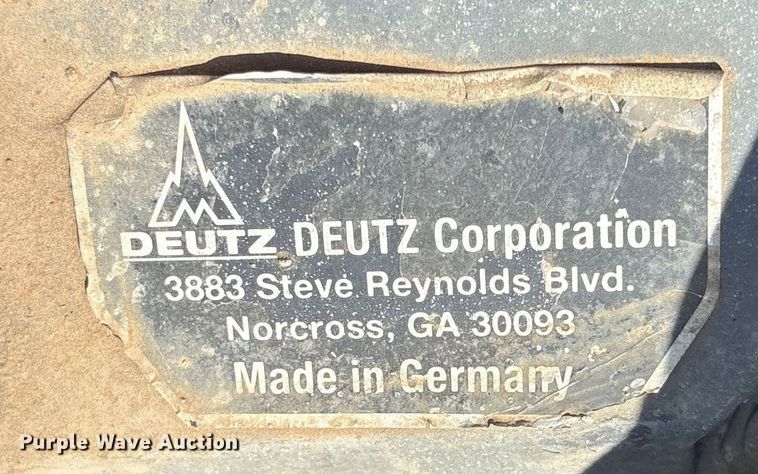 DEUTZ DEUTZ Corporation
3883 Steve Reynolds Blvd.
Norcross, GA 30093
Made in Germany
Purple Wave Auction